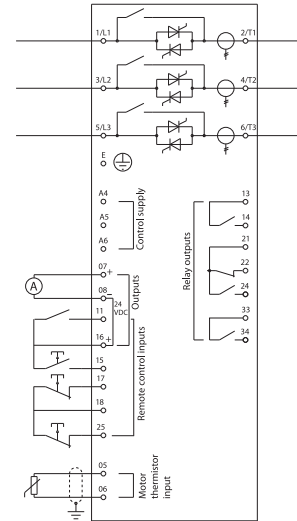 1/L1 2/T1
3/L2 4/T2
5/L3 6/T3
E
A4
A5
A6
Control supply
13
14
21
22
24
33
34
Relay outputs
07 +
A
08 −
24 VDC
Outputs
11
16 +
15
17
18
25
Remote control inputs
05
06
Motor
thermistor
input